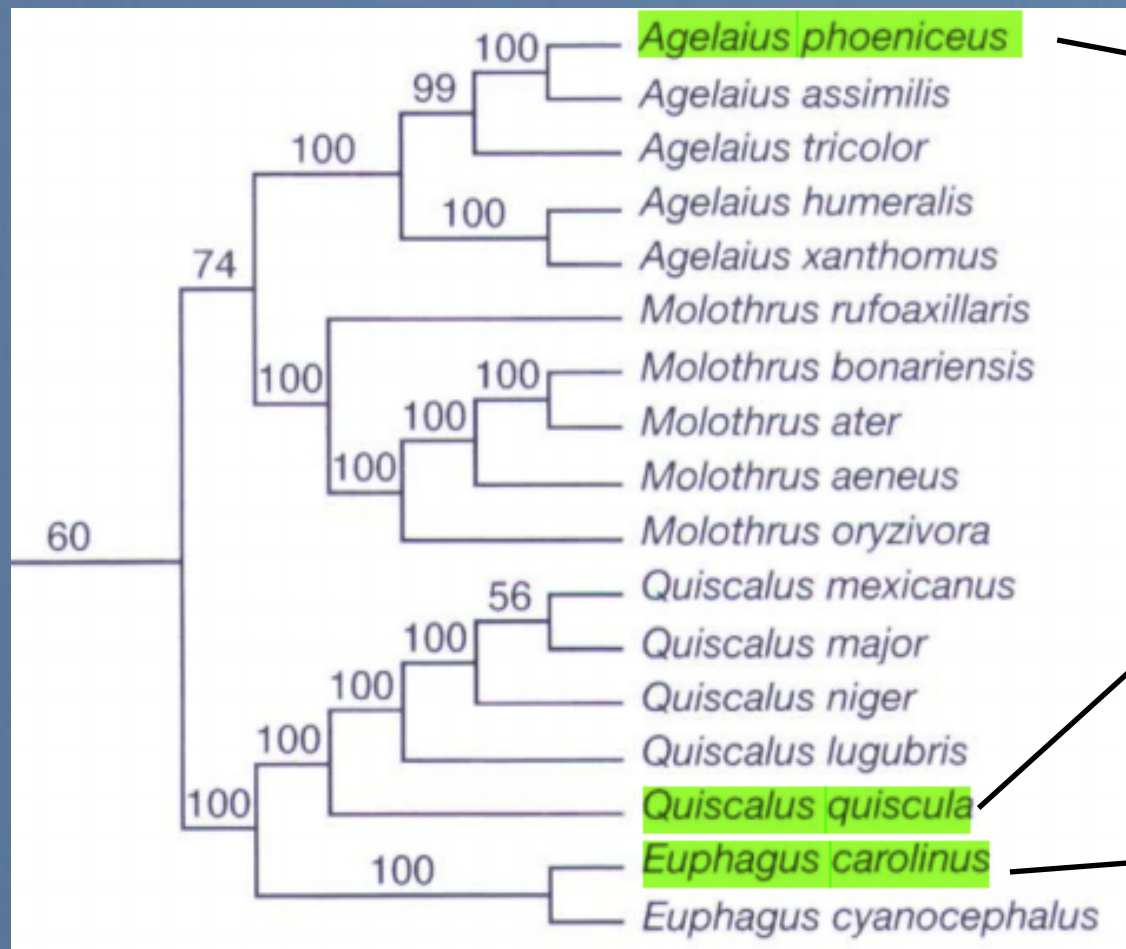 100
Agelaius phoeniceus
99
Agelaius assimilis
100
Agelaius tricolor
100
Agelaius humeralis
Agelaius xanthomus
74
Molothrus rufoaxillaris
100
100
Molothrus bonariensis
100
Molothrus ater
100
Molothrus aeneus
Molothrus oryzivora
60
56
Quiscalus mexicanus
100
Quiscalus major
100
Quiscalus niger
100
Quiscalus lugubris
100
Quiscalus quiscula
100
Euphagus carolinus
Euphagus cyanocephalus